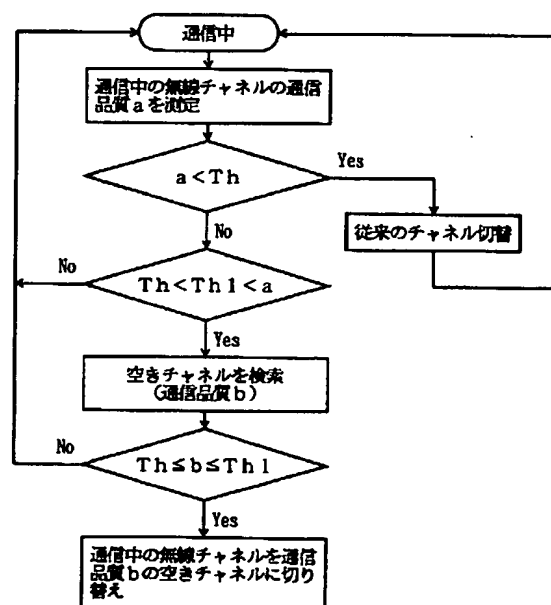 通信中
通信中の無線チャネルの通信
品質aを測定
a<Th
Yes
No
従来のチャネル切替
Th<Th1<a
No
Yes
空きチャネルを検索
(通信品質b)
Th≦b≦Th1
No
Yes
通信中の無線チャネルを通信
品質bの空きチャネルに切り
替え